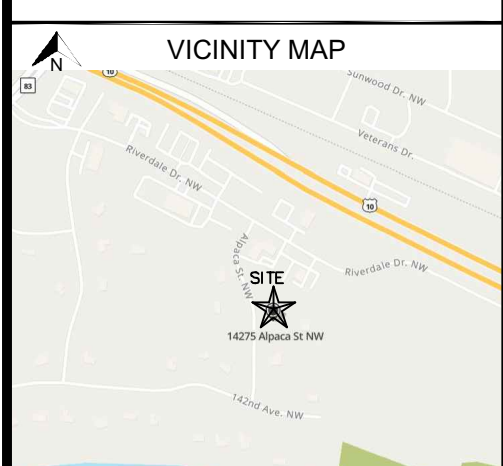 VICINITY MAP
N
10
83
Sunwood Dr. NW
Veterans Dr.
Riverdale Dr. NW
10
Alpaca St. NW
Riverdale Dr. NW
SITE
14275 Alpaca St NW
142nd Ave. NW